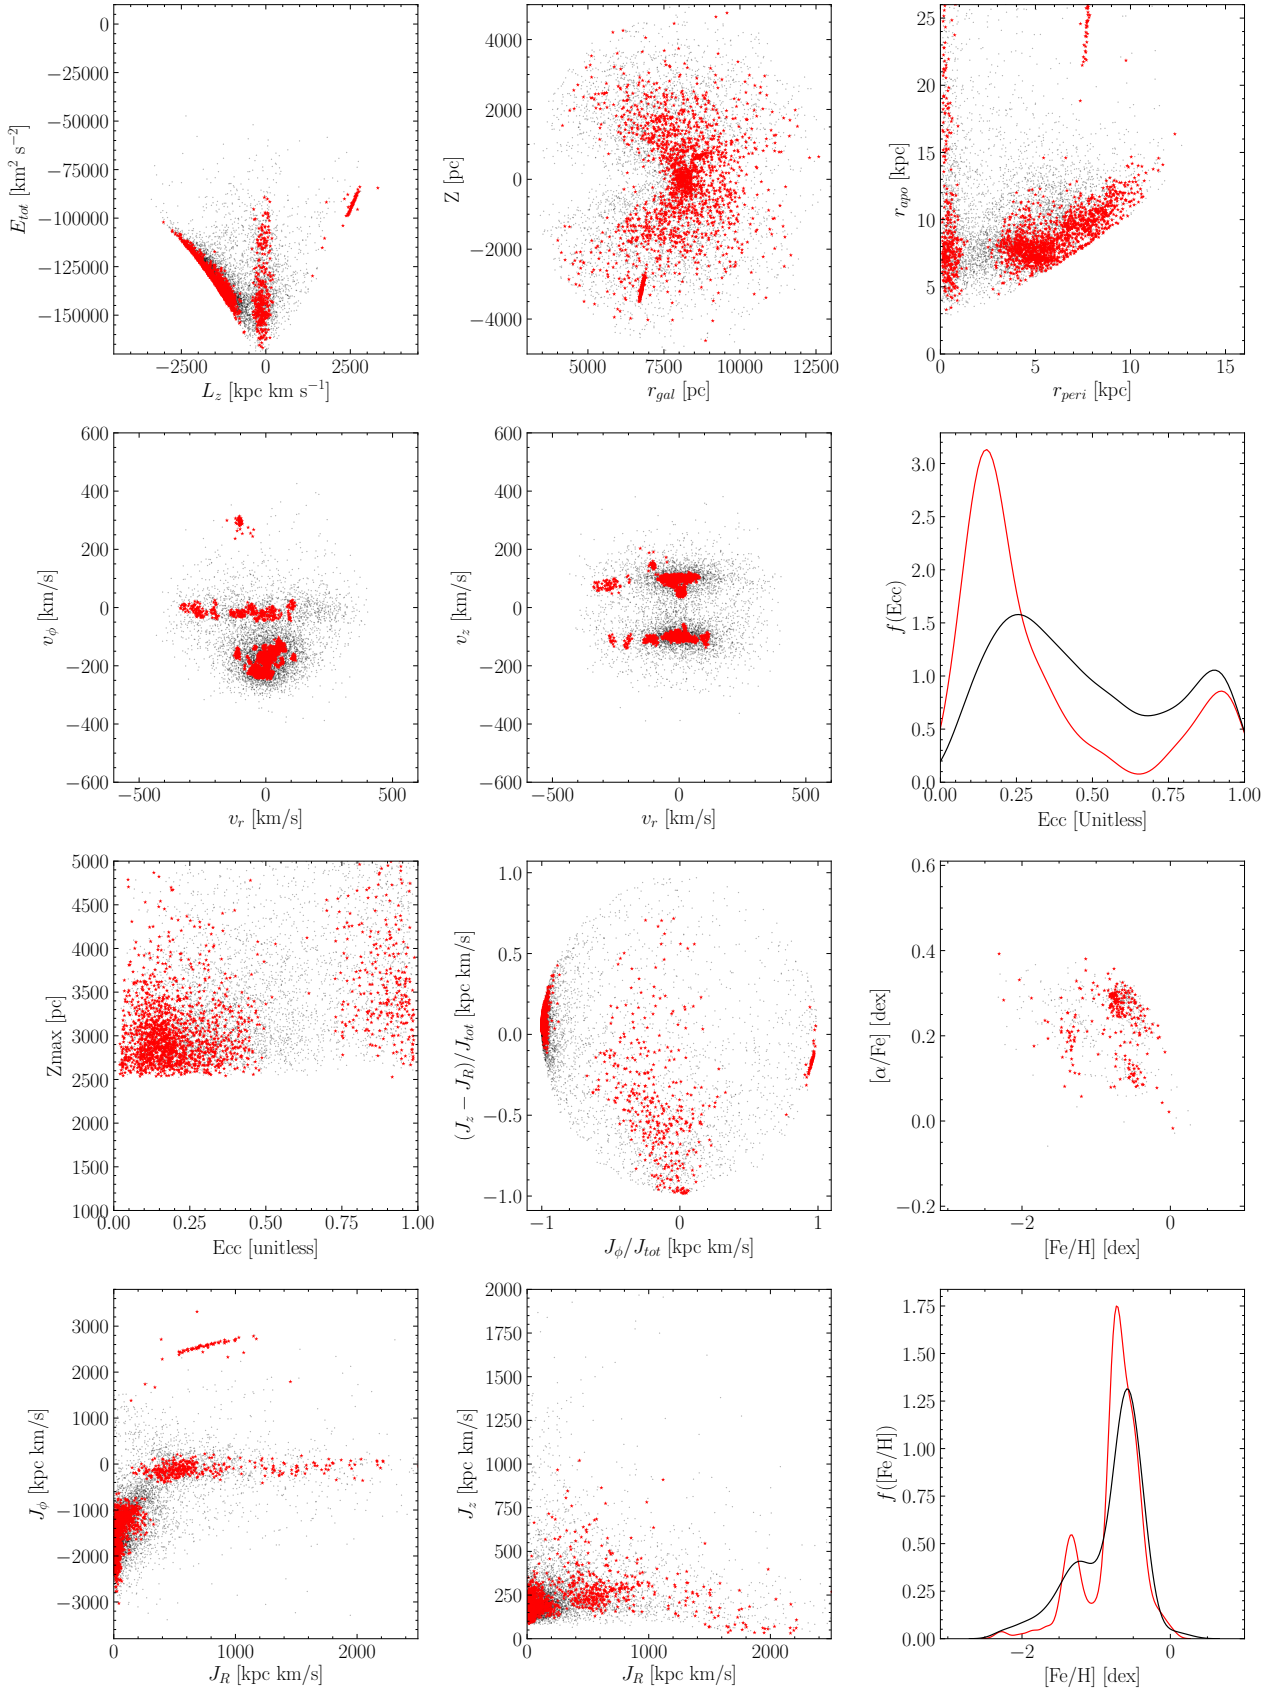 0
−25000
−50000
−75000
−100000
−125000
−150000
E_tot [km² s⁻²]
−2500 0 2500
L_z [kpc km s⁻¹]
4000
2000
0
−2000
−4000
Z [pc]
5000 7500 10000 12500
r_gal [pc]
25
20
15
10
5
0
r_apo [kpc]
0 5 10 15
r_peri [kpc]
600
400
200
0
−200
−400
−600
v_ϕ [km/s]
−500 0 500
v_r [km/s]
600
400
200
0
−200
−400
−600
v_z [km/s]
−500 0 500
v_r [km/s]
3.0
2.5
2.0
1.5
1.0
0.5
0.0
f(Ecc)
0.00 0.25 0.50 0.75 1.00
Ecc [Unitless]
5000
4500
4000
3500
3000
2500
2000
1500
1000
Zmax [pc]
0.00 0.25 0.50 0.75 1.00
Ecc [unitless]
1.0
0.5
0.0
−0.5
−1.0
(J_z − J_R)/J_tot [kpc km/s]
−1 0 1
J_ϕ/J_tot [kpc km/s]
0.6
0.4
0.2
0.0
−0.2
[α/Fe] [dex]
−2 0
[Fe/H] [dex]
3000
2000
1000
0
−1000
−2000
−3000
J_ϕ [kpc km/s]
0 1000 2000
J_R [kpc km/s]
2000
1750
1500
1250
1000
750
500
250
0
J_z [kpc km/s]
0 1000 2000
J_R [kpc km/s]
1.75
1.50
1.25
1.00
0.75
0.50
0.25
0.00
f([Fe/H])
−2 0
[Fe/H] [dex]